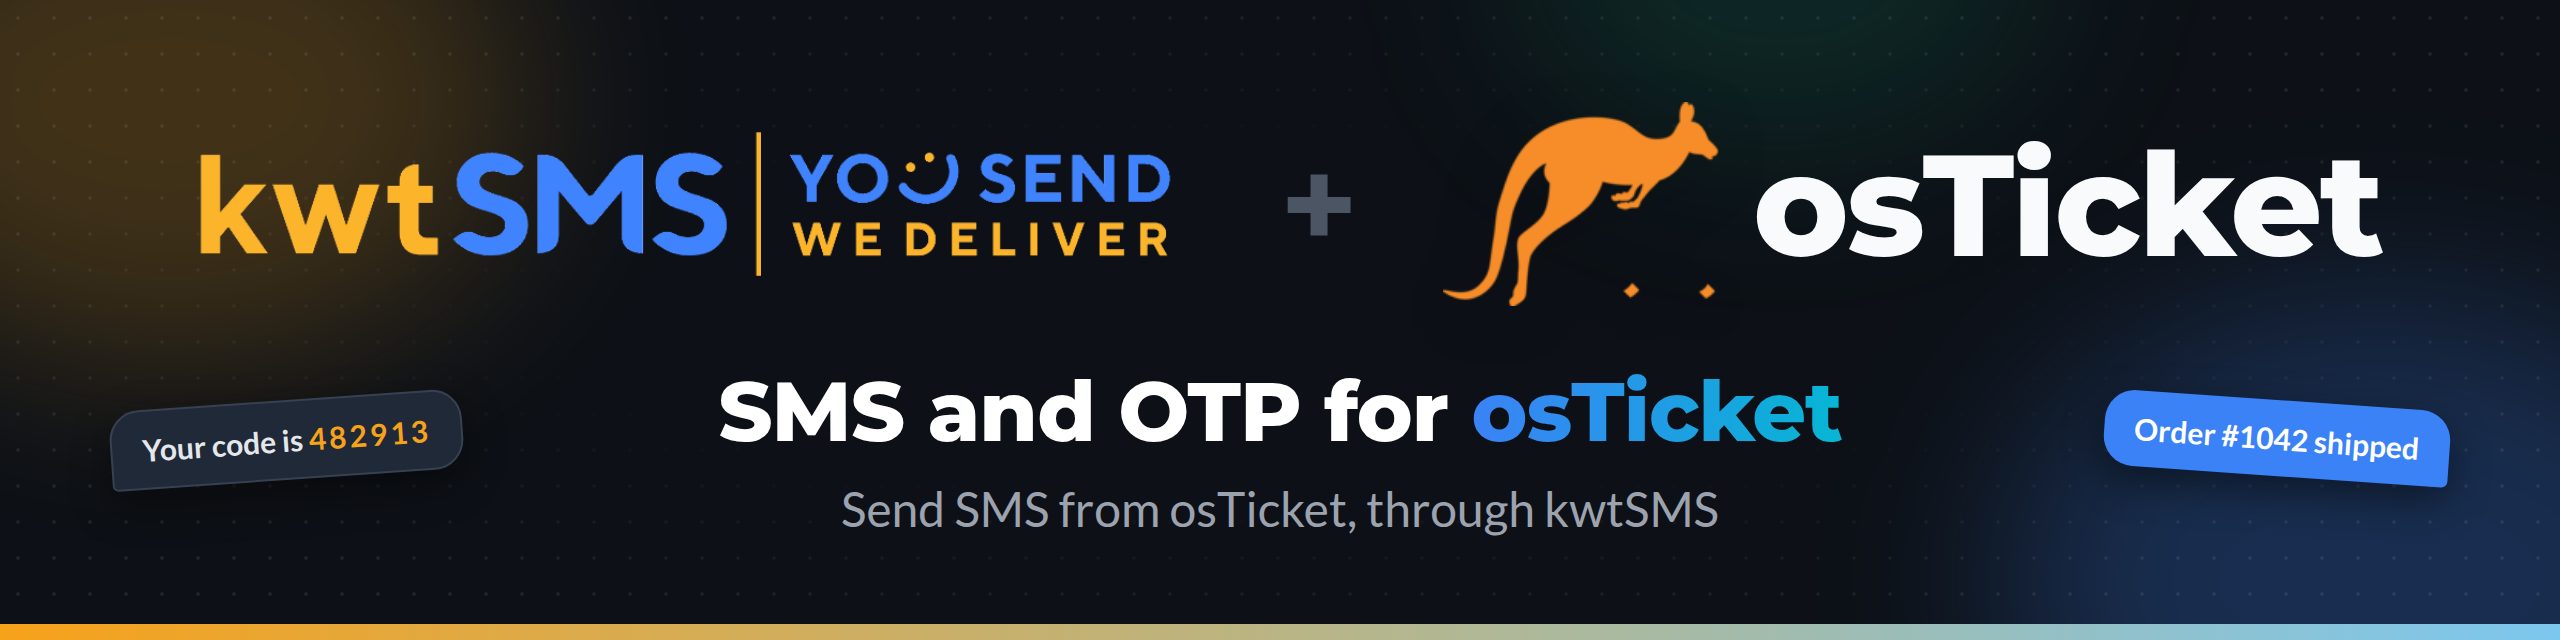 kwtSMS
YOU SEND
WE DELIVER
+
osTicket
SMS and OTP for osTicket
Your code is 482913
Order #1042 shipped
Send SMS from osTicket, through kwtSMS